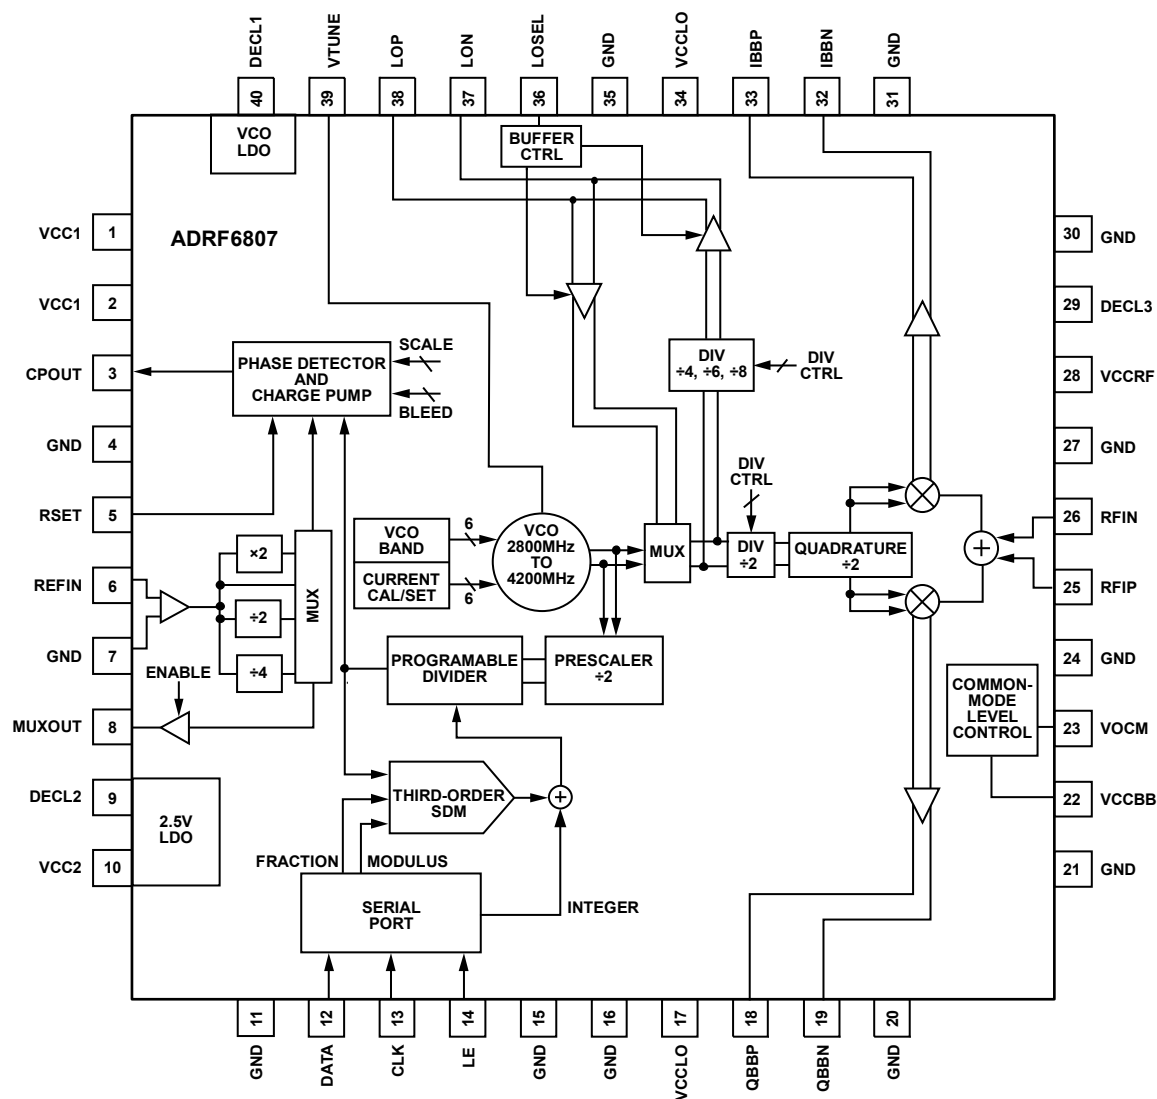 DECL1
VTUNE
LOP
LON
LOSEL
GND
VCCLO
IBBP
IBBN
GND
40
39
38
37
36
35
34
33
32
31
VCO
LDO
BUFFER
CTRL
ADRF6807
VCC1
1
VCC1
2
CPOUT
3
GND
4
RSET
5
REFIN
6
GND
7
MUXOUT
8
DECL2
9
VCC2
10
30
GND
29
DECL3
28
VCCRF
27
GND
26
RFIN
25
RFIP
24
GND
23
VOCM
22
VCCBB
21
GND
PHASE DETECTOR
AND
CHARGE PUMP
SCALE
BLEED
DIV
÷4, ÷6, ÷8
DIV
CTRL
DIV
CTRL
VCO
BAND
CURRENT
CAL/SET
6
6
VCO
2800MHz
TO
4200MHz
MUX
DIV
÷2
QUADRATURE
÷2
+
×2
÷2
÷4
MUX
ENABLE
PROGRAMABLE
DIVIDER
PRESCALER
÷2
COMMON-
MODE
LEVEL
CONTROL
THIRD-ORDER
SDM
+
2.5V
LDO
FRACTION
MODULUS
INTEGER
SERIAL
PORT
11
12
13
14
15
16
17
18
19
20
GND
DATA
CLK
LE
GND
GND
VCCLO
QBBP
QBBN
GND